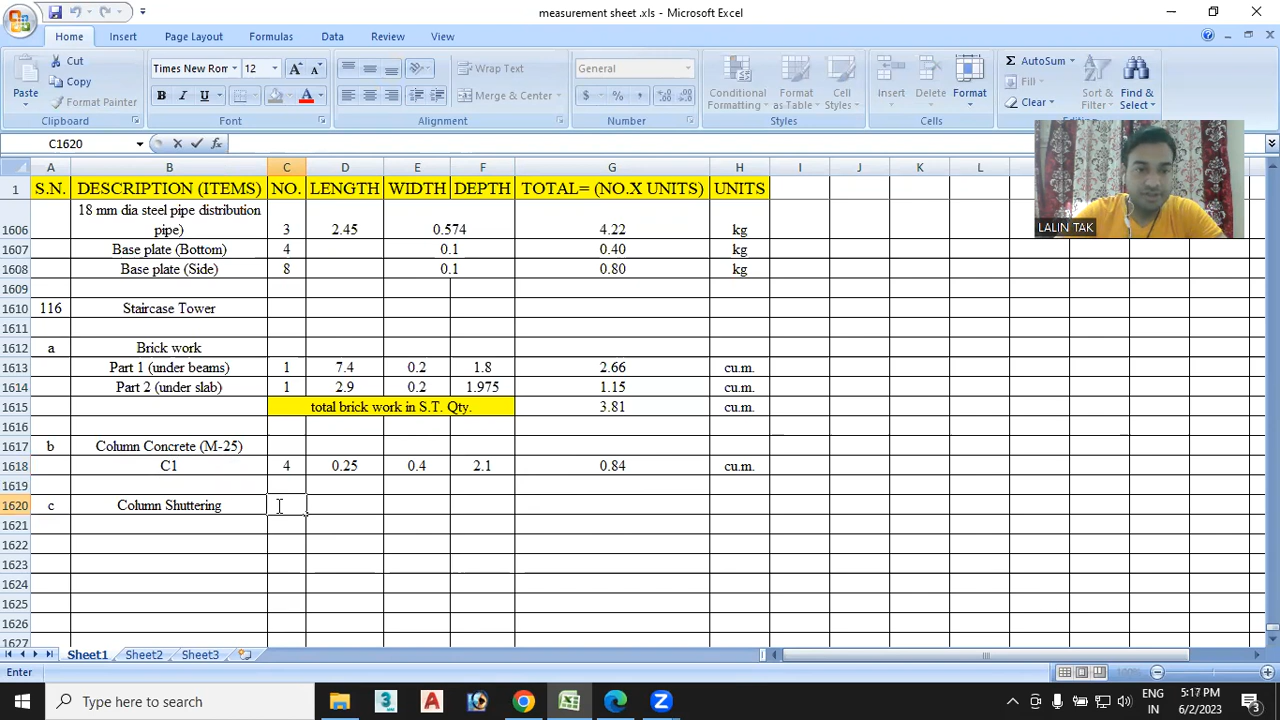 measurement sheet .xls - Microsoft Excel
Home Insert Page Layout Formulas Data Review View
Paste Cut Copy Format Painter Clipboard
Times New Rom 12 B I U A Font
Wrap Text Merge & Center Alignment
General $ % , Number
Conditional Formatting Format as Table Cell Styles Styles
Insert Delete Format Cells
Σ AutoSum Fill Clear Sort & Filter Find & Select
C1620
A B C D E F G H I J K L
1 S.N. DESCRIPTION (ITEMS) NO. LENGTH WIDTH DEPTH TOTAL= (NO.X UNITS) UNITS
18 mm dia steel pipe distribution
1606 pipe) 3 2.45 0.574 4.22 kg
1607 Base plate (Bottom) 4 0.1 0.40 kg
1608 Base plate (Side) 8 0.1 0.80 kg
1609
1610 116 Staircase Tower
1611
1612 a Brick work
1613 Part 1 (under beams) 1 7.4 0.2 1.8 2.66 cu.m.
1614 Part 2 (under slab) 1 2.9 0.2 1.975 1.15 cu.m.
1615 total brick work in S.T. Qty. 3.81 cu.m.
1616
1617 b Column Concrete (M-25)
1618 C1 4 0.25 0.4 2.1 0.84 cu.m.
1619
1620 c Column Shuttering
1621
1622
1623
1624
1625
1626
1627
LALIN TAK
Sheet1 Sheet2 Sheet3
Enter 100%
Type here to search
ENG 5:17 PM
IN 6/2/2023